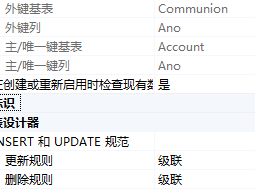 外键基表 Communion
外键列 Ano
主/唯一键基表 Account
主/唯一键列 Ano
在创建或重新启用时检查现有数 是
标识
表设计器
INSERT 和 UPDATE 规范
更新规则 级联
删除规则 级联